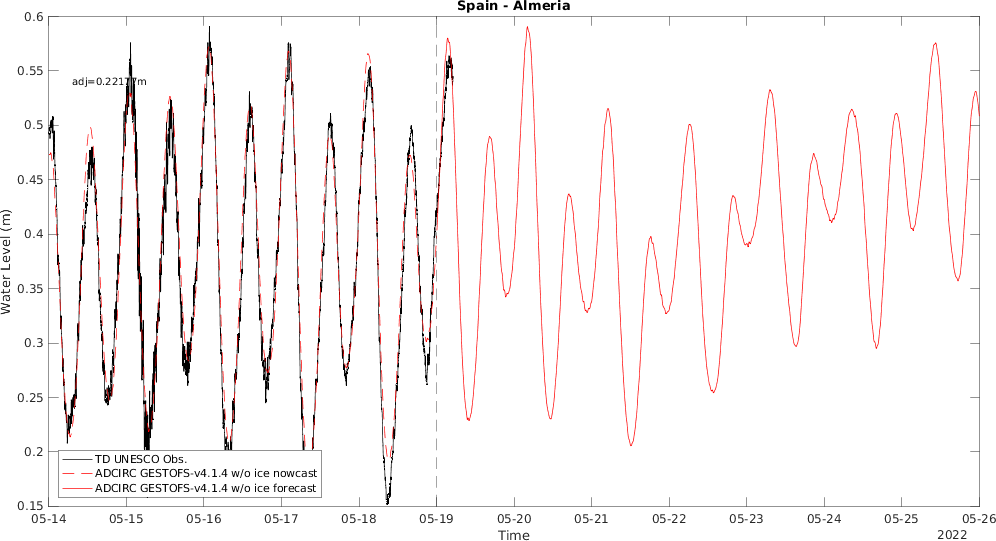 Spain - Almeria
0.6
0.55
0.5
0.45
0.4
0.35
0.3
0.25
0.2
0.15
Water Level (m)
adj=0.22177m
TD UNESCO Obs.
ADCIRC GESTOFS-v4.1.4 w/o ice nowcast
ADCIRC GESTOFS-v4.1.4 w/o ice forecast
05-14 05-15 05-16 05-17 05-18 05-19 05-20 05-21 05-22 05-23 05-24 05-25 05-26
Time
2022